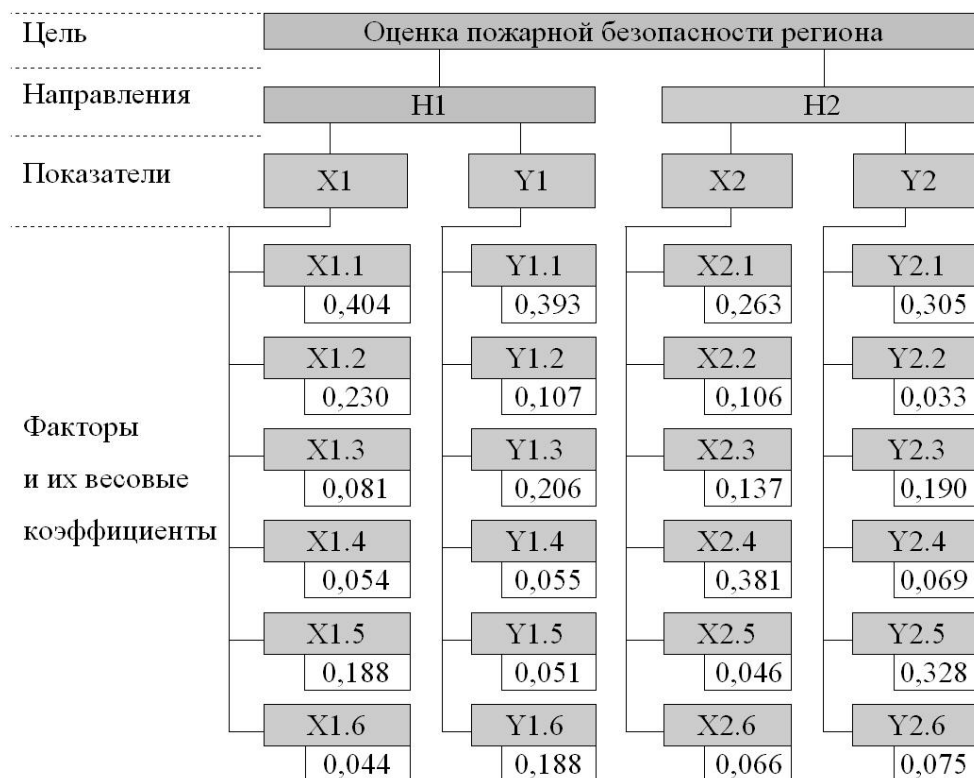 Цель
Оценка пожарной безопасности региона
Направления
Н1
Н2
Показатели
X1
Y1
X2
Y2
Факторы
и их весовые
коэффициенты
X1.1
0,404
X1.2
0,230
X1.3
0,081
X1.4
0,054
X1.5
0,188
X1.6
0,044
Y1.1
0,393
Y1.2
0,107
Y1.3
0,206
Y1.4
0,055
Y1.5
0,051
Y1.6
0,188
X2.1
0,263
X2.2
0,106
X2.3
0,137
X2.4
0,381
X2.5
0,046
X2.6
0,066
Y2.1
0,305
Y2.2
0,033
Y2.3
0,190
Y2.4
0,069
Y2.5
0,328
Y2.6
0,075